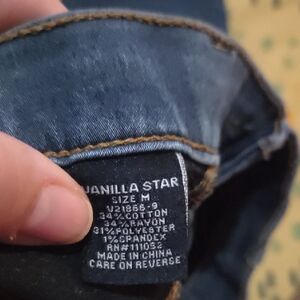 VANILLA STAR
SIZE M
V21866-9
34%COTTON
34%RAYON
31%POLYESTER
1%SPANDEX
RN#111032
MADE IN CHINA
CARE ON REVERSE